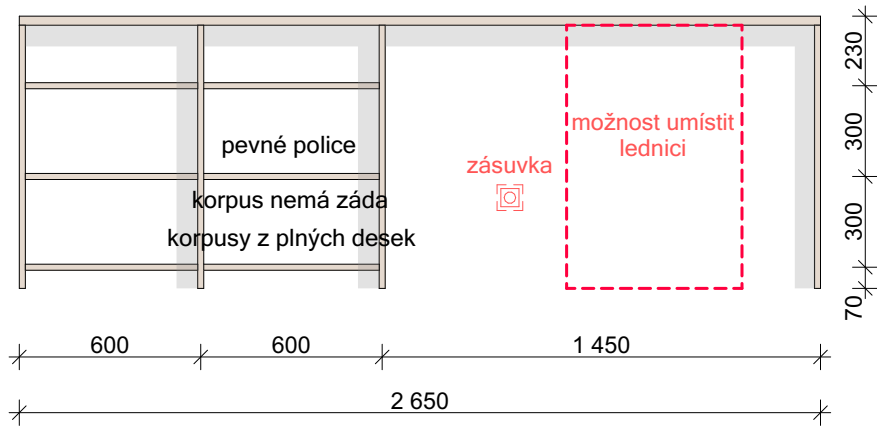 230
možnost umístit
lednici
pevné police
300
zásuvka
korpus nemá záda
korpusy z plných desek
300
70
600
600
1 450
2 650